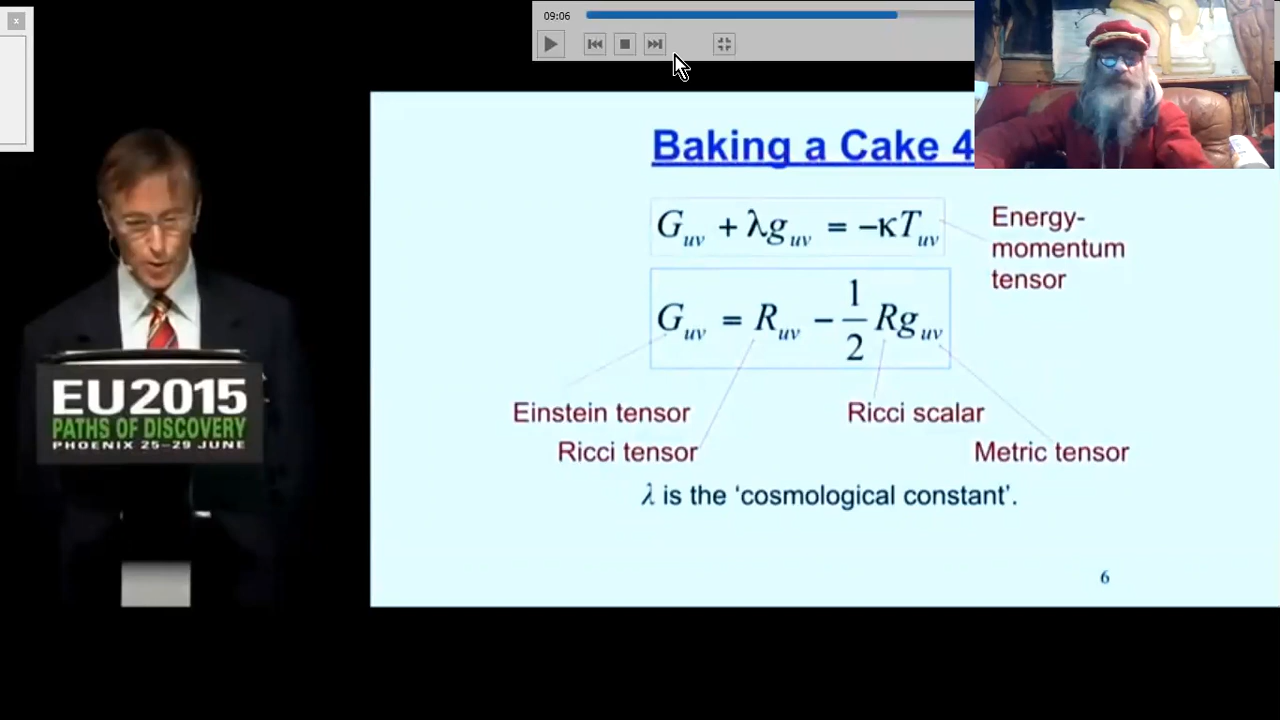 x
09:06
Baking a Cake 4
G_uv + λg_uv = −κT_uv
Energy-
momentum
tensor
G_uv = R_uv − 1/2 Rg_uv
Einstein tensor
Ricci scalar
Ricci tensor
Metric tensor
λ is the ‘cosmological constant’.
6
EU2015
PATHS OF DISCOVERY
PHOENIX 25–29 JUNE